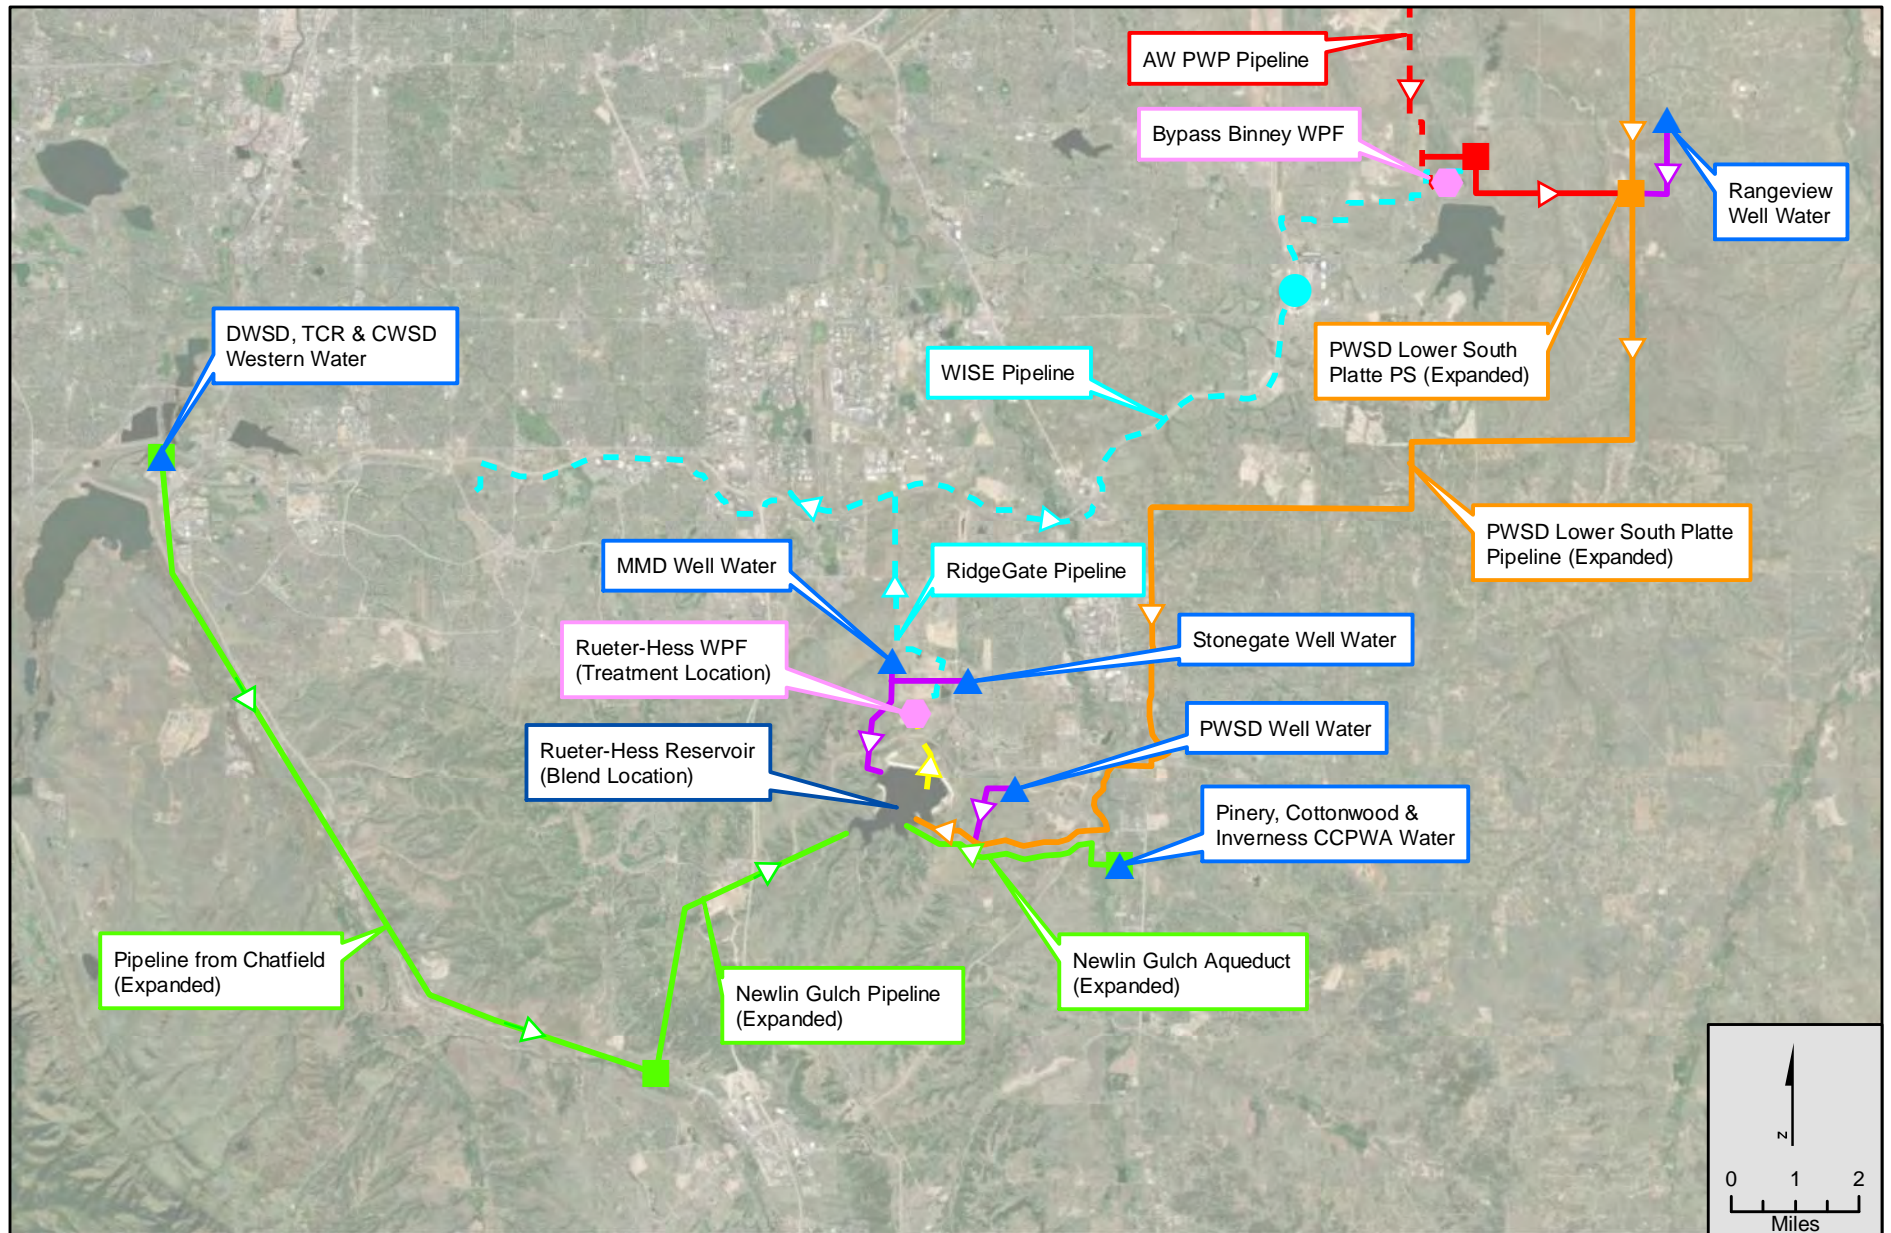 AW PWP Pipeline
Bypass Binney WPF
Rangeview
Well Water
DWSD, TCR & CWSD
Western Water
WISE Pipeline
PWSD Lower South
Platte PS (Expanded)
PWSD Lower South Platte
Pipeline (Expanded)
MMD Well Water
RidgeGate Pipeline
Stonegate Well Water
Rueter-Hess WPF
(Treatment Location)
PWSD Well Water
Rueter-Hess Reservoir
(Blend Location)
Pinery, Cottonwood &
Inverness CCPWA Water
Pipeline from Chatfield
(Expanded)
Newlin Gulch Pipeline
(Expanded)
Newlin Gulch Aqueduct
(Expanded)
z
0 1 2
Miles